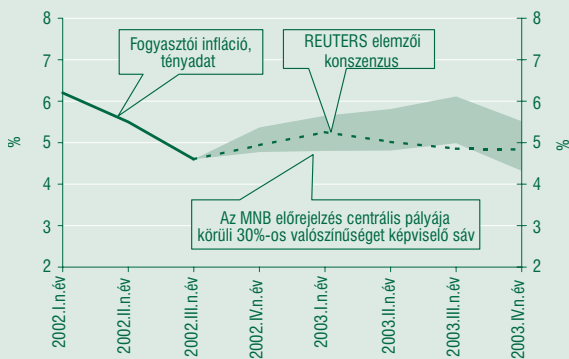 8
7
6
5
4
3
2
%
Fogyasztói infláció,
tényadat
REUTERS elemzői
konszenzus
Az MNB előrejelzés centrális pályája
körüli 30%-os valószínűséget képviselő sáv
8
7
6
5
4
3
2
%
2002.I.n.év
2002.II.n.év
2002.III.n.év
2002.IV.n.év
2003.I.n.év
2003.II.n.év
2003.III.n.év
2003.IV.n.év